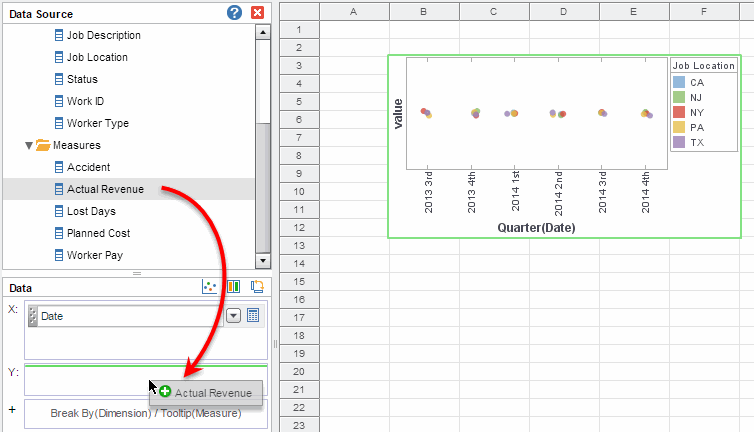 Data Source ?
Job Description
Job Location
Status
Work ID
Worker Type
Measures
Accident
Actual Revenue
Lost Days
Planned Cost
Worker Pay
Data
X:
Date
Y:
Actual Revenue
+ Break By(Dimension) / Tooltip(Measure)
A B C D E F
1
2
3
4
5
6
7
8
9
10
11
12
13
14
15
16
17
18
19
20
21
22
23
value
2013 3rd
2013 4th
2014 1st
2014 2nd
2014 3rd
2014 4th
Quarter(Date)
Job Location
CA
NJ
NY
PA
TX